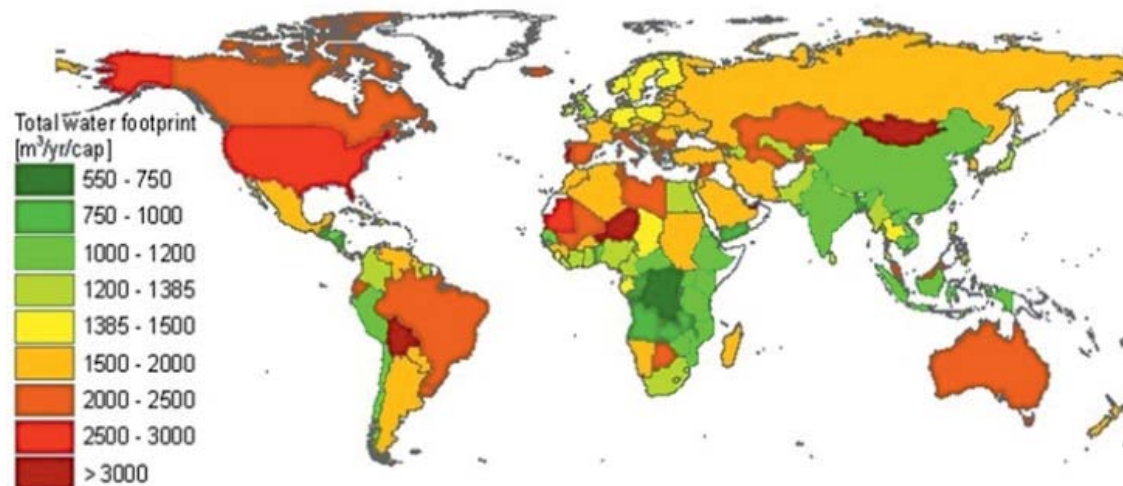 Total water footprint
[m³/yr/cap]
550 - 750
750 - 1000
1000 - 1200
1200 - 1385
1385 - 1500
1500 - 2000
2000 - 2500
2500 - 3000
> 3000